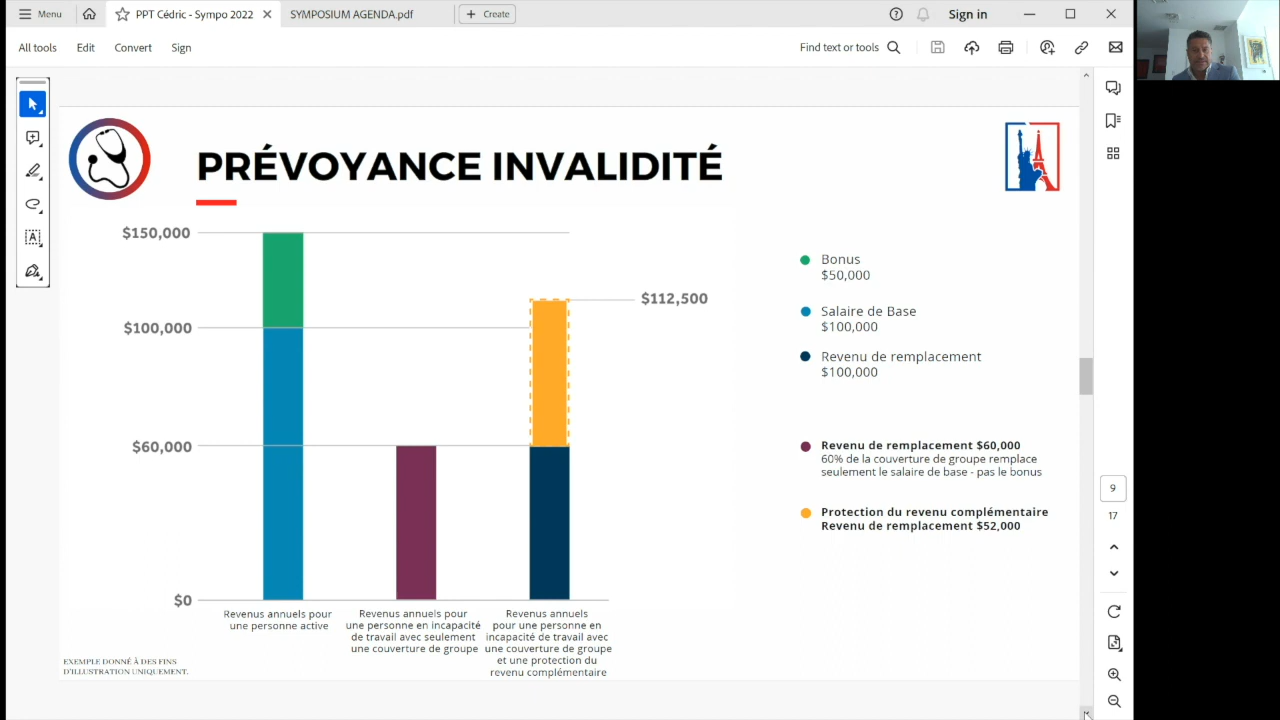 Menu
PPT Cédric - Sympo 2022
SYMPOSIUM AGENDA.pdf
Create
Sign in
All tools
Edit
Convert
Sign
Find text or tools
PRÉVOYANCE INVALIDITÉ
$150,000
$100,000
$60,000
$0
$112,500
Bonus
$50,000
Salaire de Base
$100,000
Revenu de remplacement
$100,000
Revenu de remplacement $60,000
60% de la couverture de groupe remplace
seulement le salaire de base - pas le bonus
Protection du revenu complémentaire
Revenu de remplacement $52,000
Revenus annuels pour
une personne active
Revenus annuels pour
une personne en incapacité
de travail avec seulement
une couverture de groupe
Revenus annuels
pour une personne en
incapacité de travail avec
une couverture de groupe
et une protection du
revenu complémentaire
EXEMPLE DONNÉ À DES FINS
D'ILLUSTRATION UNIQUEMENT.
9
17